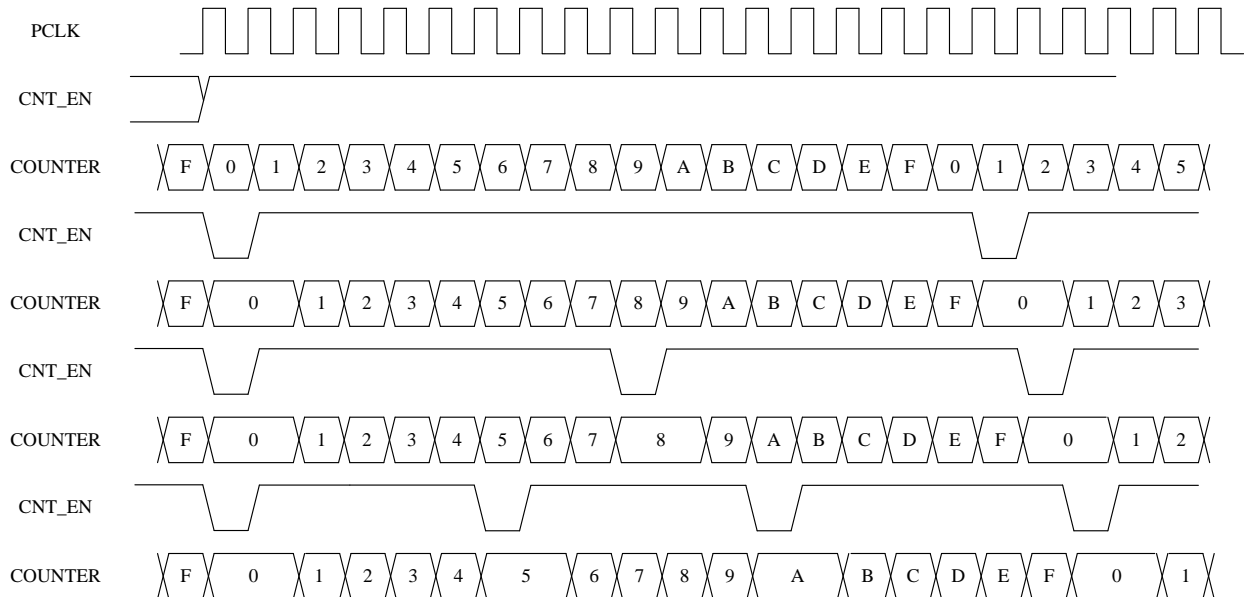 PCLK
CNT_EN
COUNTER F 0 1 2 3 4 5 6 7 8 9 A B C D E F 0 1 2 3 4 5
CNT_EN
COUNTER F 0 1 2 3 4 5 6 7 8 9 A B C D E F 0 1 2 3
CNT_EN
COUNTER F 0 1 2 3 4 5 6 7 8 9 A B C D E F 0 1 2
CNT_EN
COUNTER F 0 1 2 3 4 5 6 7 8 9 A B C D E F 0 1